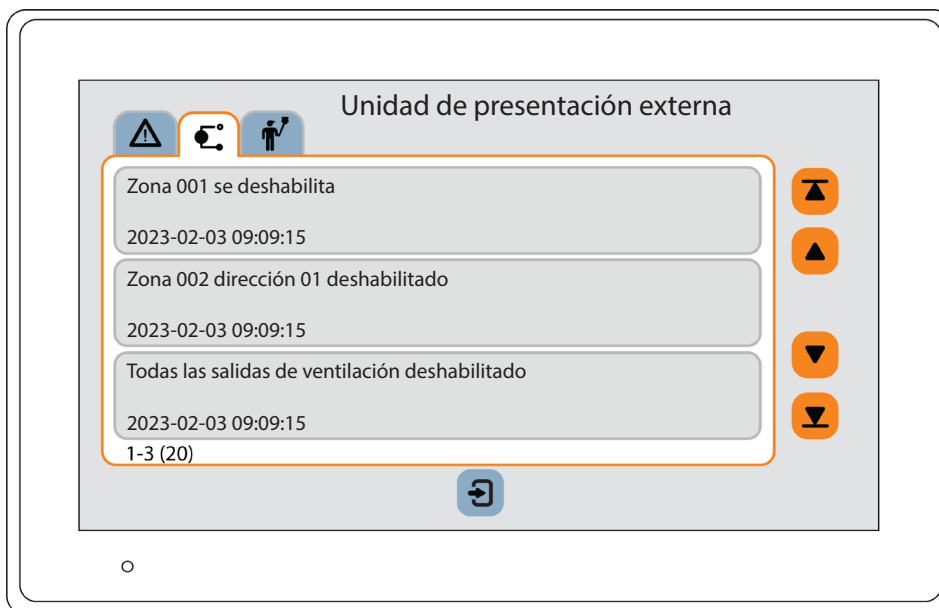 Unidad de presentación externa
Zona 001 se deshabilita
2023-02-03 09:09:15
Zona 002 dirección 01 deshabilitado
2023-02-03 09:09:15
Todas las salidas de ventilación deshabilitado
2023-02-03 09:09:15
1-3 (20)